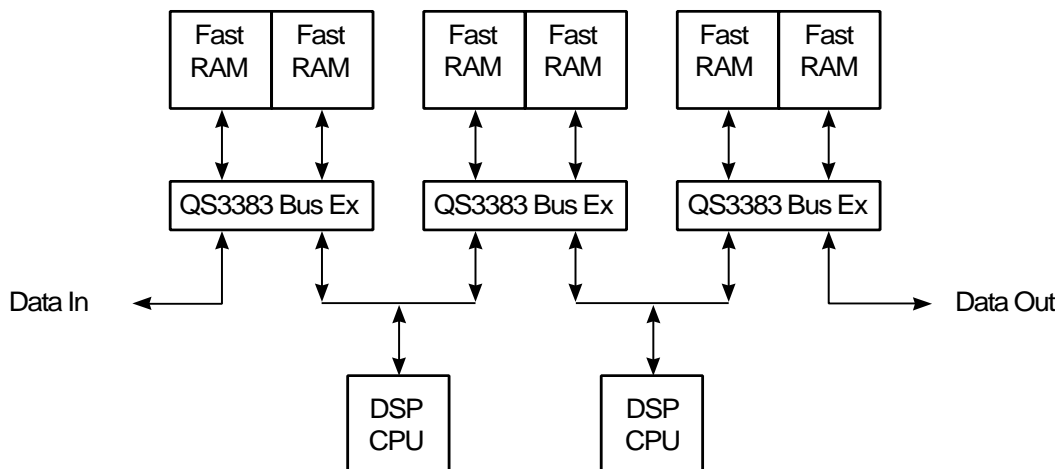 Fast RAM
Fast RAM
Fast RAM
Fast RAM
Fast RAM
Fast RAM
QS3383 Bus Ex
QS3383 Bus Ex
QS3383 Bus Ex
Data In
Data Out
DSP CPU
DSP CPU